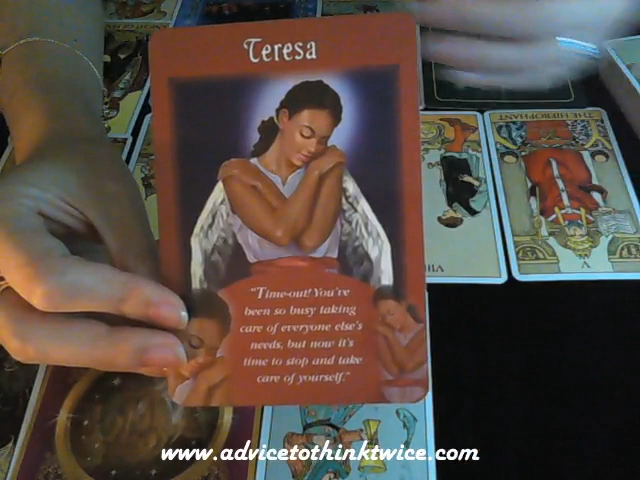 Teresa
"Time-out! You've
been so busy taking
care of everyone else's
needs, but now it's
time to stop and take
care of yourself."
THE HIEROPHANT.
V
VIII
www.advicetothinktwice.com